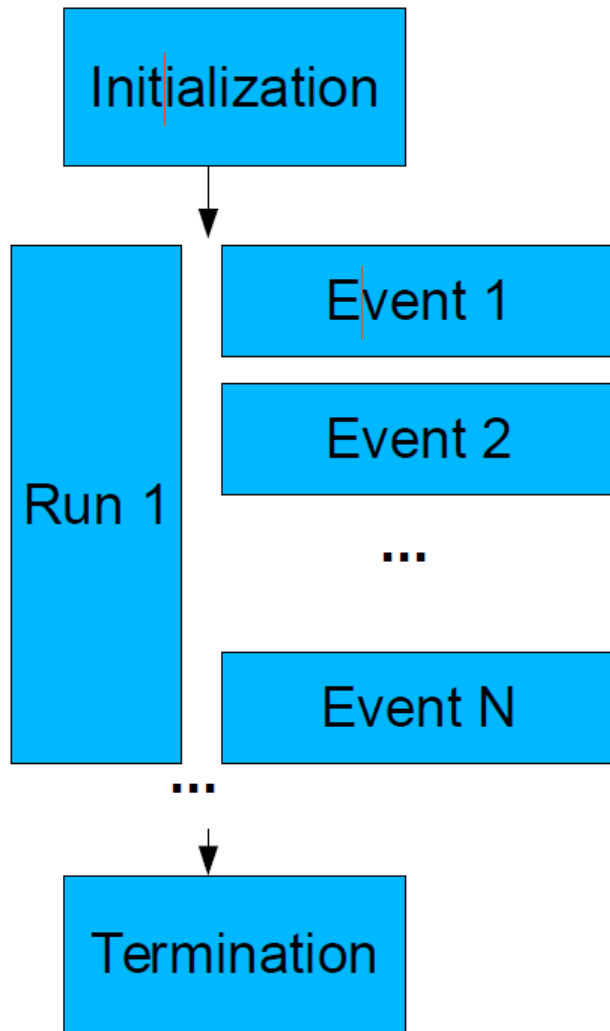 Initialization
Event 1
Event 2
Run 1
...
Event N
...
Termination